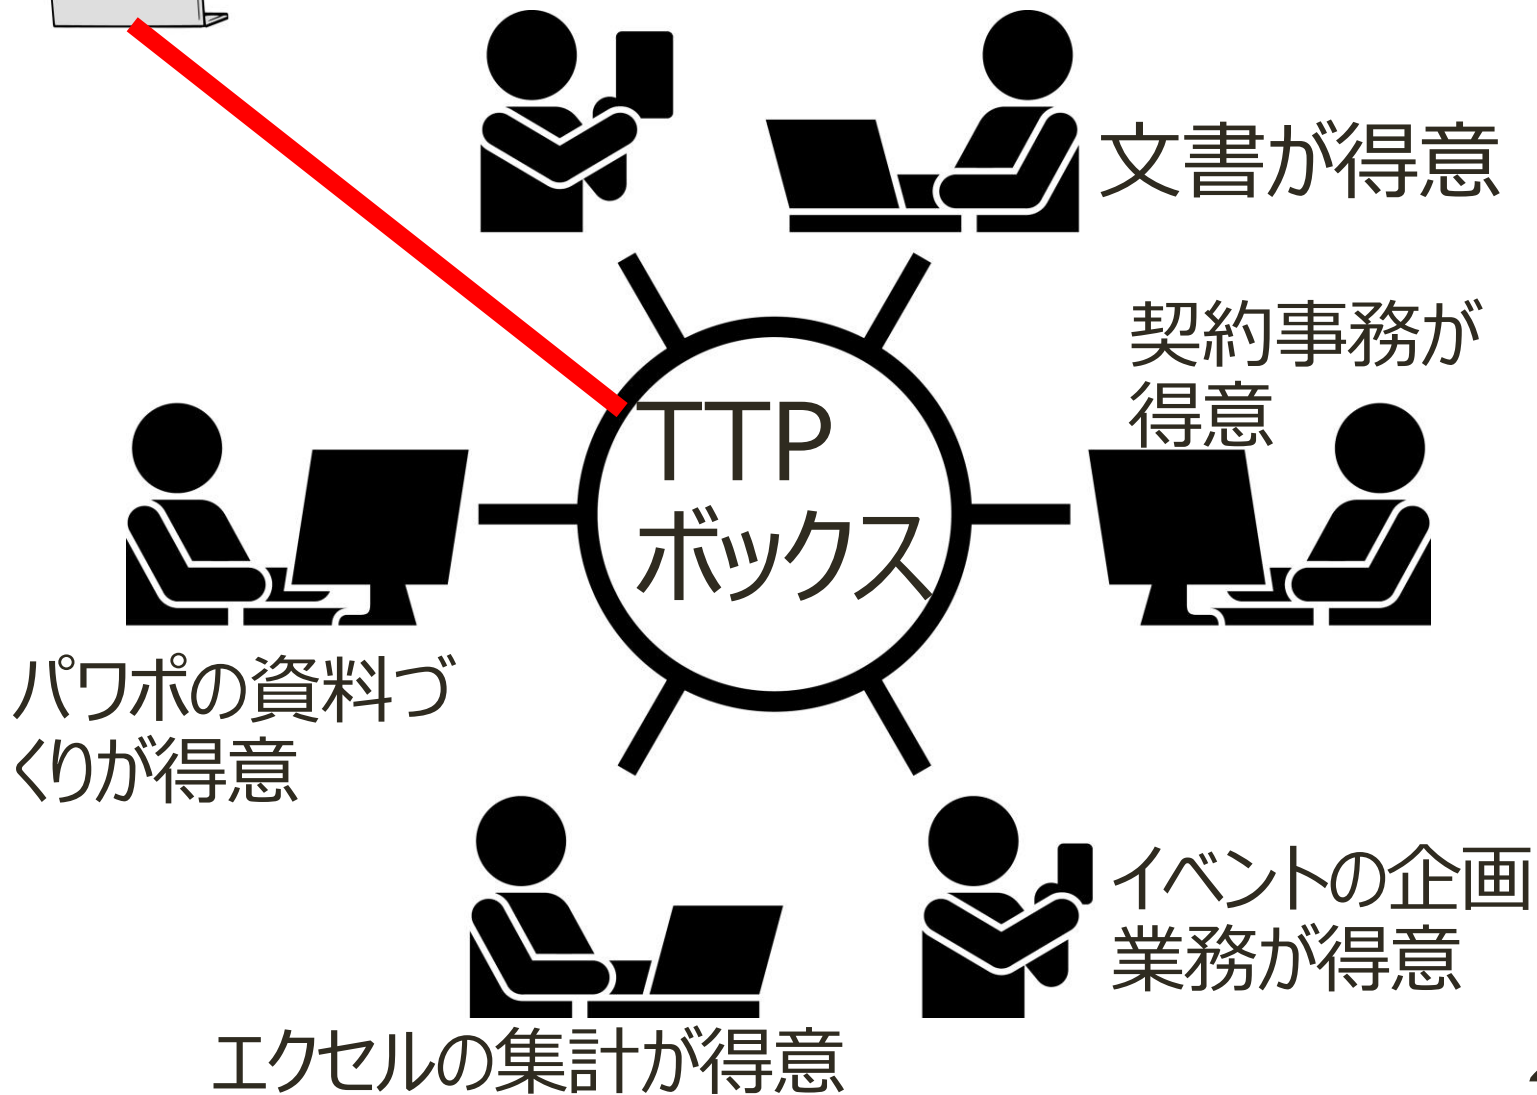 文書が得意
契約事務が
得意
TTP
ボックス
パワポの資料づ
くりが得意
イベントの企画
業務が得意
エクセルの集計が得意